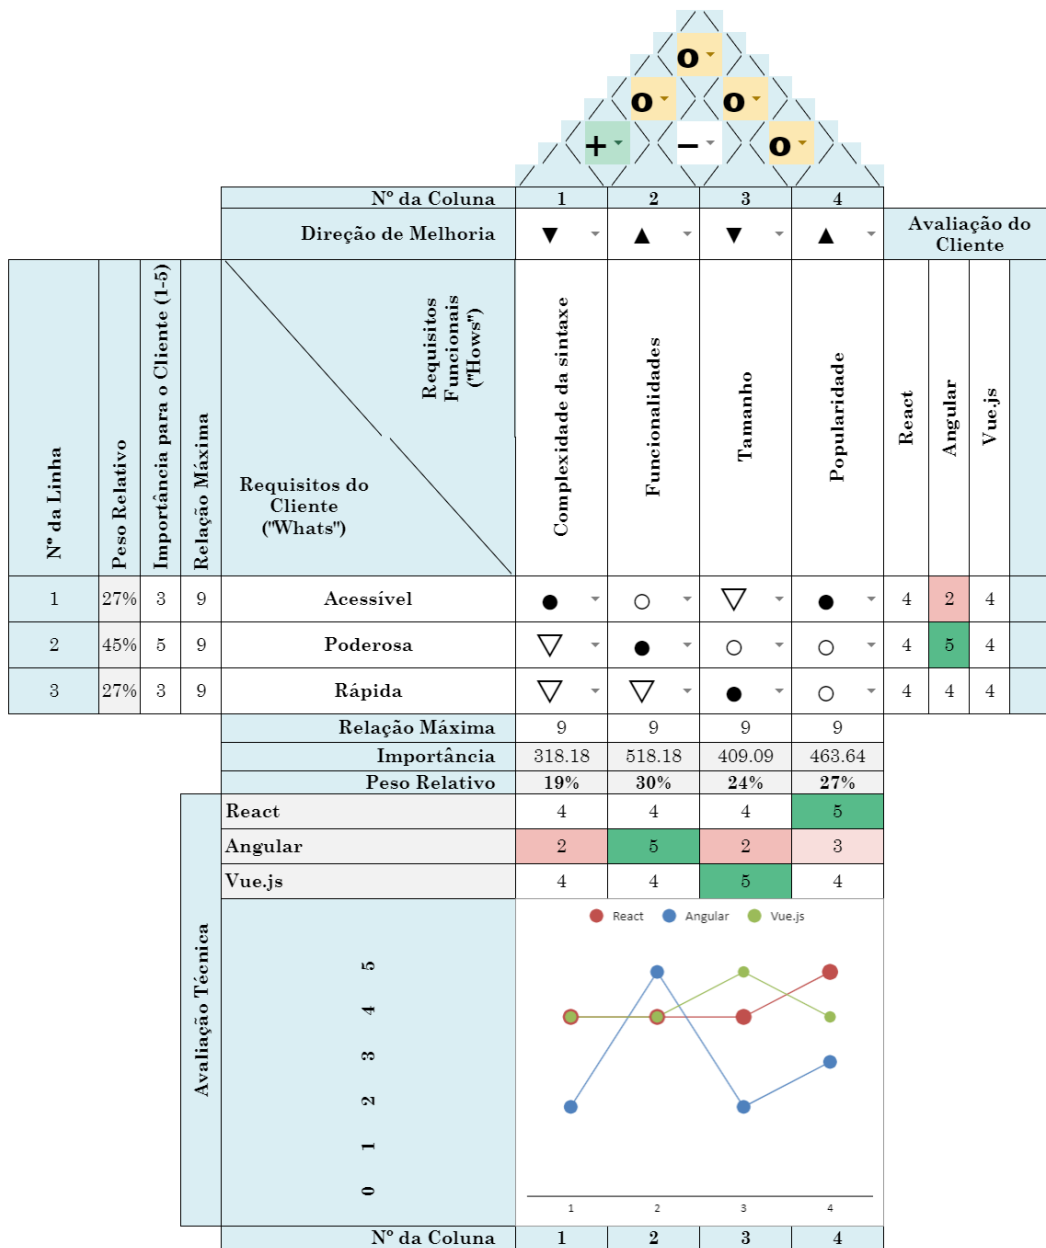 o
o o
+ − o
Nº da Coluna 1 2 3 4
Direção de Melhoria ▼ ▲ ▼ ▲ Avaliação do
Cliente
Nº da Linha
Peso Relativo
Importância para o Cliente (1-5)
Relação Máxima
Requisitos
Funcionais
("Hows")
Requisitos do
Cliente
("Whats")
Complexidade da sintaxe
Funcionalidades
Tamanho
Popularidade
React
Angular
Vue.js
1 27% 3 9 Acessível ● ○ ▽ ● 4 2 4
2 45% 5 9 Poderosa ▽ ● ○ ○ 4 5 4
3 27% 3 9 Rápida ▽ ▽ ● ○ 4 4 4
Relação Máxima 9 9 9 9
Importância 318.18 518.18 409.09 463.64
Peso Relativo 19% 30% 24% 27%
React 4 4 4 5
Angular 2 5 2 3
Vue.js 4 4 5 4
Avaliação Técnica
React Angular Vue.js
5
4
3
2
1
0
1 2 3 4
Nº da Coluna 1 2 3 4